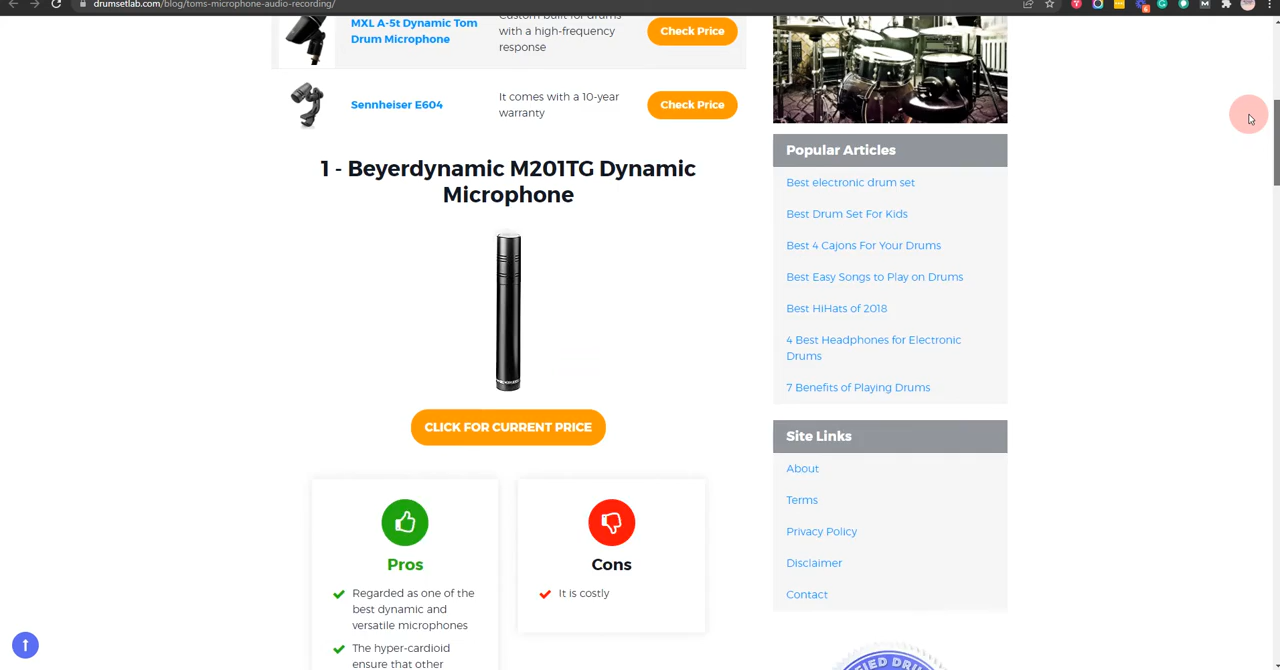 drumsetlab.com/blog/toms-microphone-audio-recording/
MXL A-5t Dynamic Tom
Drum Microphone
Custom built for drums
with a high-frequency
response
Check Price
Sennheiser E604
It comes with a 10-year
warranty
Check Price
1 - Beyerdynamic M201TG Dynamic
Microphone
CLICK FOR CURRENT PRICE
Pros
Regarded as one of the
best dynamic and
versatile microphones
The hyper-cardioid
ensure that other
Cons
It is costly
Popular Articles
Best electronic drum set
Best Drum Set For Kids
Best 4 Cajons For Your Drums
Best Easy Songs to Play on Drums
Best HiHats of 2018
4 Best Headphones for Electronic
Drums
7 Benefits of Playing Drums
Site Links
About
Terms
Privacy Policy
Disclaimer
Contact